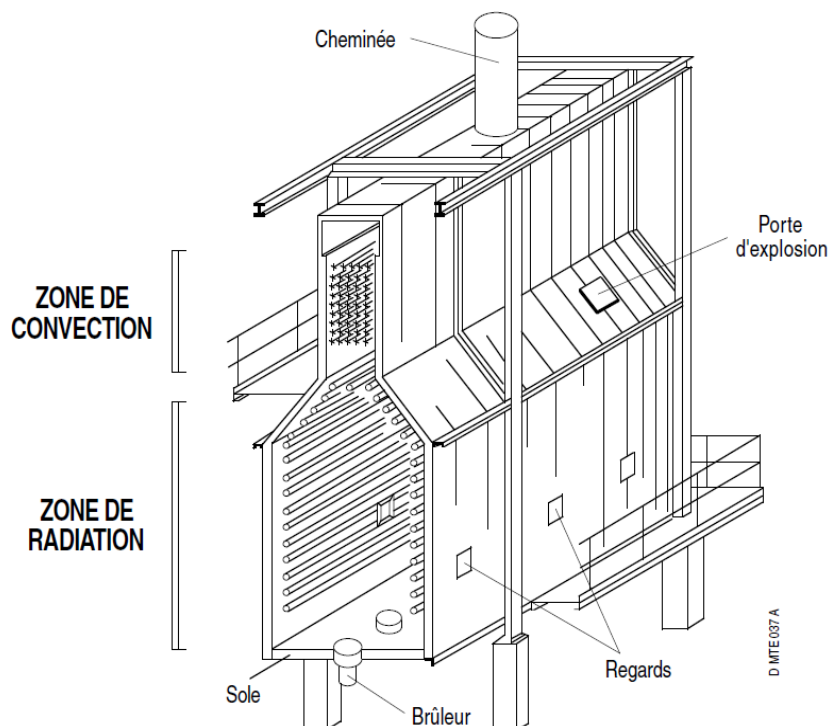 Cheminée
Porte
d'explosion
ZONE DE
CONVECTION
ZONE DE
RADIATION
Regards
Sole
Brûleur
D MTE 037 A